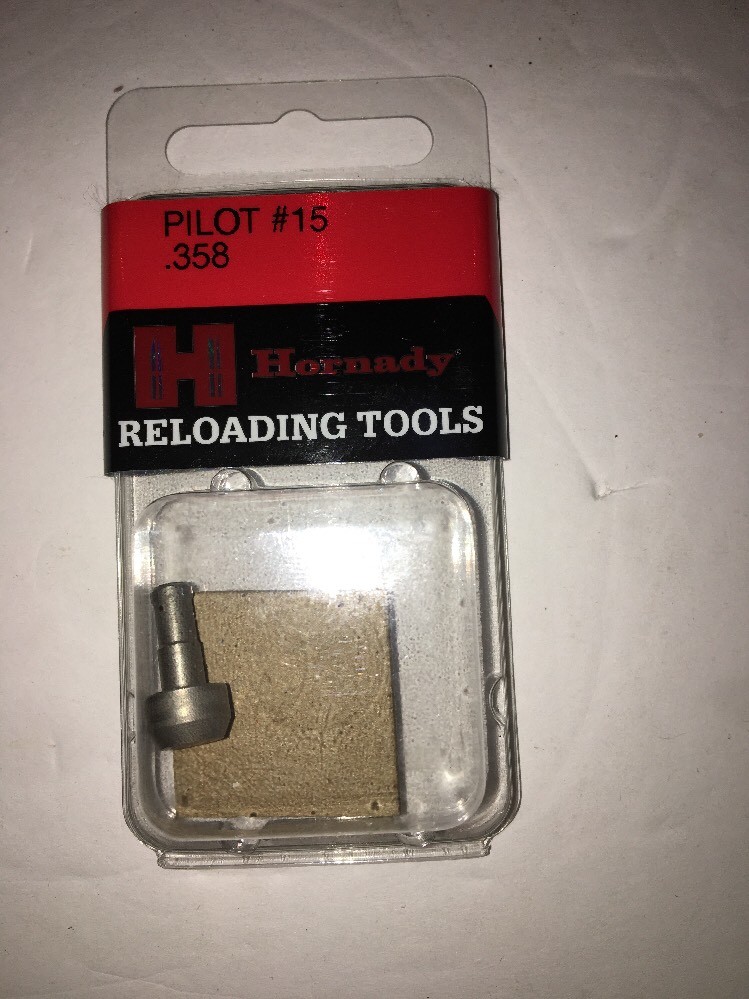 PILOT #15
.358
H Hornady
RELOADING TOOLS